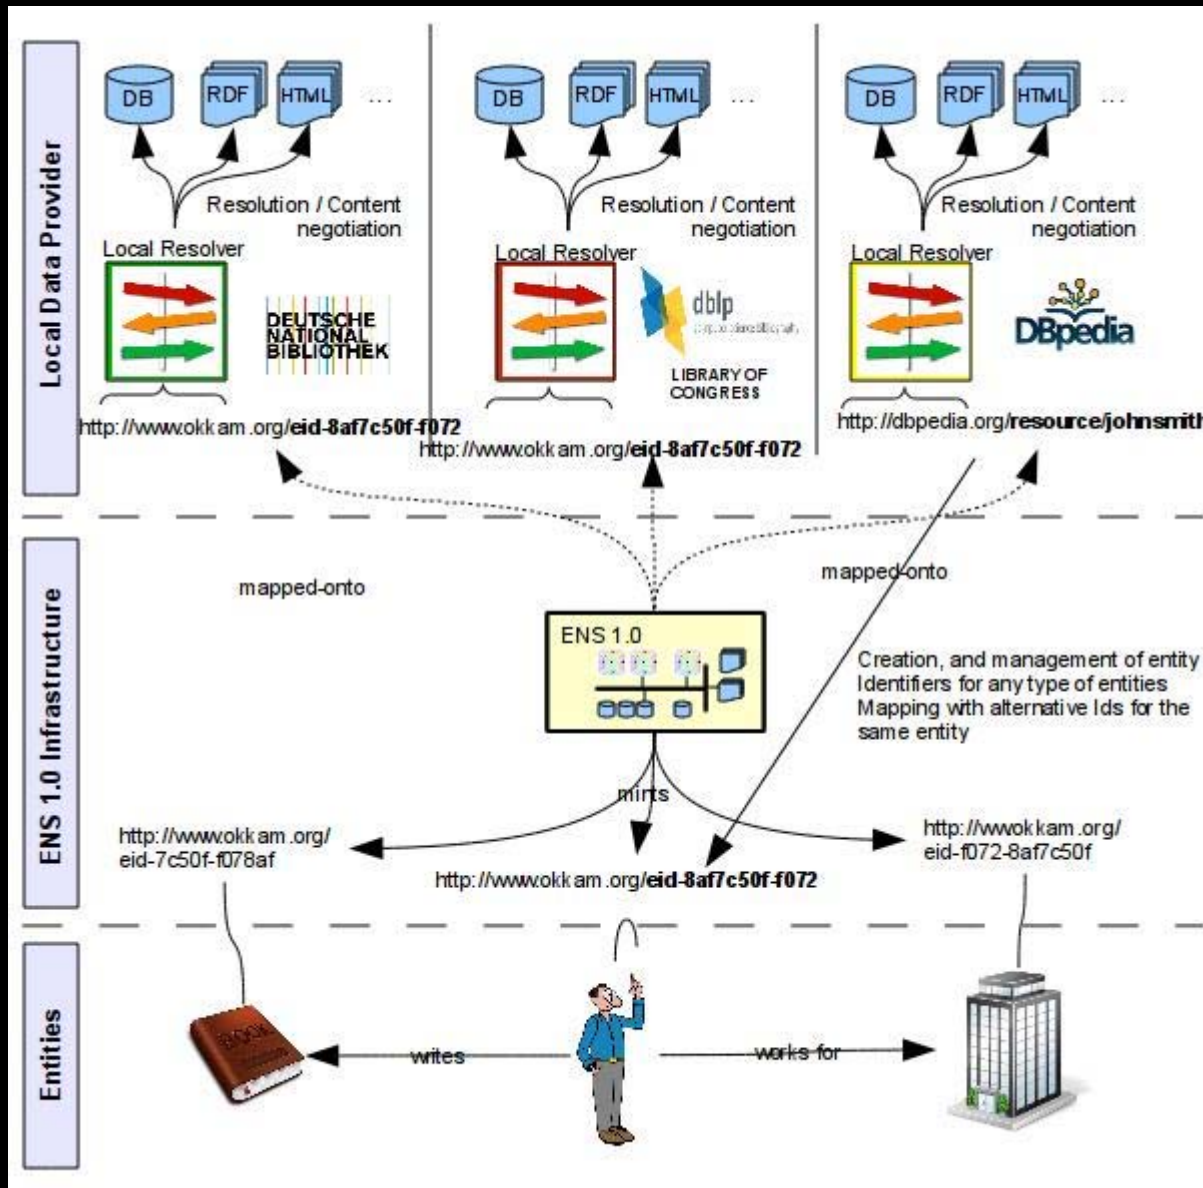 Local Data Provider
DB
RDF
HTML
...
Resolution / Content
negotiation
Local Resolver
DEUTSCHE
NATIONAL
BIBLIOTHEK
http://www.okkam.org/eid-8af7c50f-f072
DB
RDF
HTML
...
Resolution / Content
negotiation
Local Resolver
dblp
LIBRARY OF
CONGRESS
http://www.okkam.org/eid-8af7c50f-f072
DB
RDF
HTML
...
Resolution / Content
negotiation
Local Resolver
DBpedia
http://dbpedia.org/resource/johnsmith
ENS 1.0 Infrastructure
mapped-onto
mapped-onto
ENS 1.0
Creation, and management of entity
Identifiers for any type of entities
Mapping with alternative Ids for the
same entity
mints
http://www.okkam.org/
eid-7c50f-f078af
http://www.okkam.org/eid-8af7c50f-f072
http://wwokkam.org/
eid-f072-8af7c50f
Entities
BOOK
writes
works for